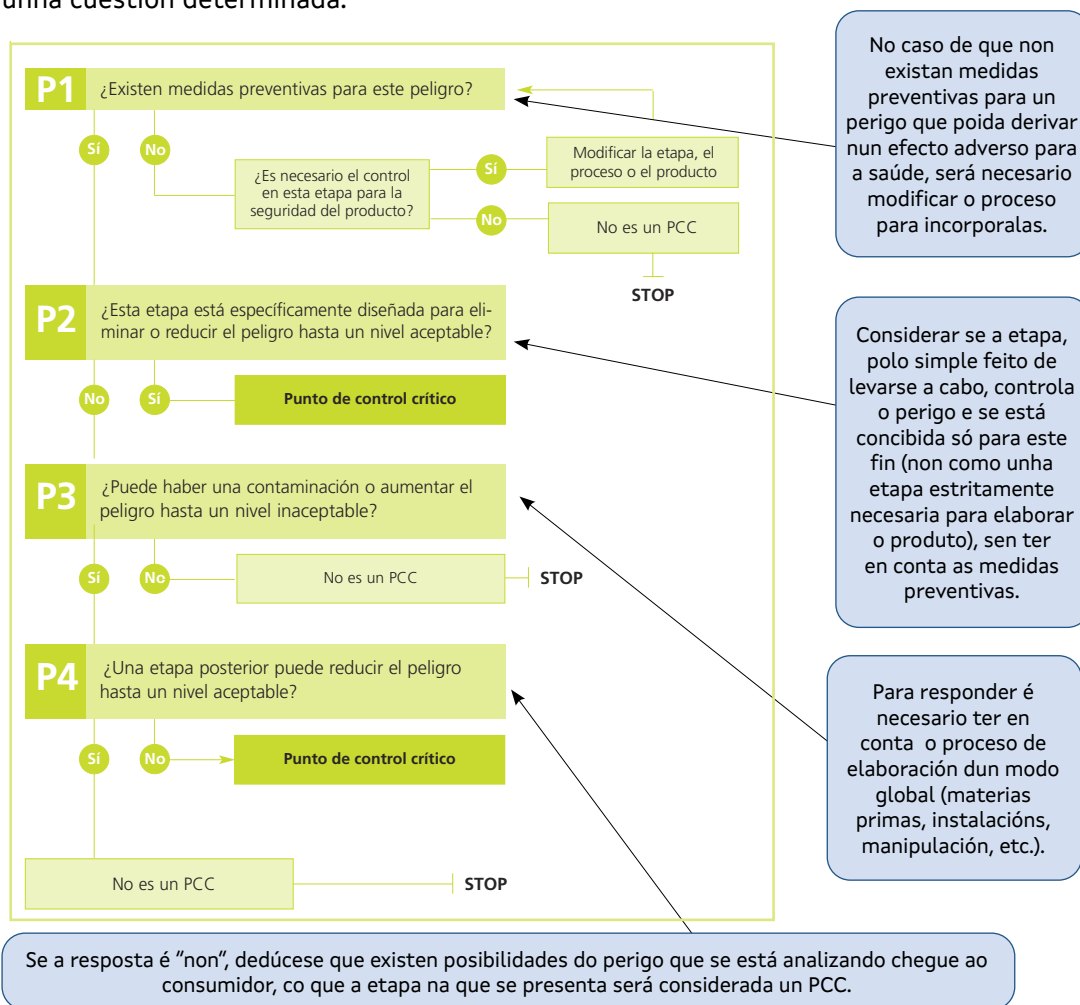 unha cuestión determinada.
P1
¿Existen medidas preventivas para este peligro?
Sí
No
¿Es necesario el control
en esta etapa para la
seguridad del producto?
Sí
Modificar la etapa, el
proceso o el producto
No
No es un PCC
STOP
No caso de que non
existan medidas
preventivas para un
perigo que poida derivar
nun efecto adverso para
a saúde, será necesario
modificar o proceso
para incorporalas.
P2
¿Esta etapa está específicamente diseñada para eli-
minar o reducir el peligro hasta un nivel aceptable?
No
Sí
Punto de control crítico
Considerar se a etapa,
polo simple feito de
levarse a cabo, controla
o perigo e se está
concibida só para este
fin (non como unha
etapa estritamente
necesaria para elaborar
o produto), sen ter
en conta as medidas
preventivas.
P3
¿Puede haber una contaminación o aumentar el
peligro hasta un nivel inaceptable?
Sí
No
No es un PCC
STOP
Para responder é
necesario ter en
conta o proceso de
elaboración dun modo
global (materias
primas, instalacións,
manipulación, etc.).
P4
¿Una etapa posterior puede reducir el peligro
hasta un nivel aceptable?
Sí
No
Punto de control crítico
No es un PCC
STOP
Se a resposta é "non", dedúcese que existen posibilidades do perigo que se está analizando chegue ao
consumidor, co que a etapa na que se presenta será considerada un PCC.